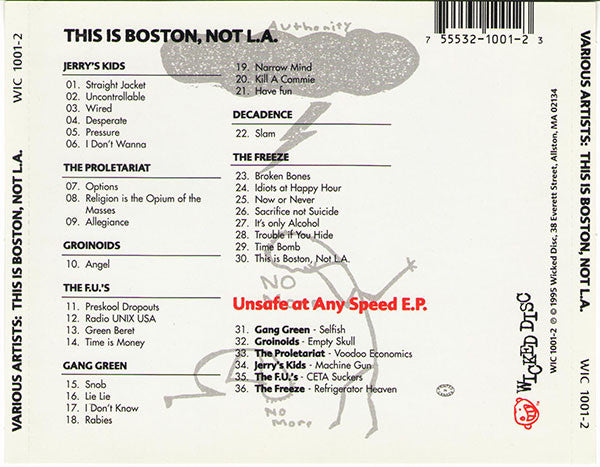 VARIOUS ARTISTS: THIS IS BOSTON, NOT L.A.
WIC 1001-2
Authority
THIS IS BOSTON, NOT L.A.
7 55532-1001-2 3
JERRY'S KIDS
01. Straight Jacket
02. Uncontrollable
03. Wired
04. Desperate
05. Pressure
06. I Don't Wanna
THE PROLETARIAT
07. Options
08. Religion is the Opium of the
Masses
09. Allegiance
GROINOIDS
10. Angel
THE F.U.'S
11. Preskool Dropouts
12. Radio UNIX USA
13. Green Beret
14. Time is Money
GANG GREEN
15. Snob
16. Lie Lie
17. I Don't Know
18. Rabies
19. Narrow Mind
20. Kill A Commie
21. Have fun
DECADENCE
22. Slam
THE FREEZE
23. Broken Bones
24. Idiots at Happy Hour
25. Now or Never
26. Sacrifice not Suicide
27. It's only Alcohol
28. Trouble if You Hide
29. Time Bomb
30. This is Boston, Not L.A.
NO
Unsafe at Any Speed E.P.
31. Gang Green - Selfish
32. Groinoids - Empty Skull
33. The Proletariat - Voodoo Economics
34. Jerry's Kids - Machine Gun
35. The F.U.'s - CETA Suckers
36. The Freeze - Refrigerator Heaven
NO
More
WICKED DISC
WIC 1001-2 ℗ © 1995 Wicked Disc, 38 Everett Street, Allston, MA 02134
VARIOUS ARTISTS: THIS IS BOSTON, NOT L.A.
WIC 1001-2